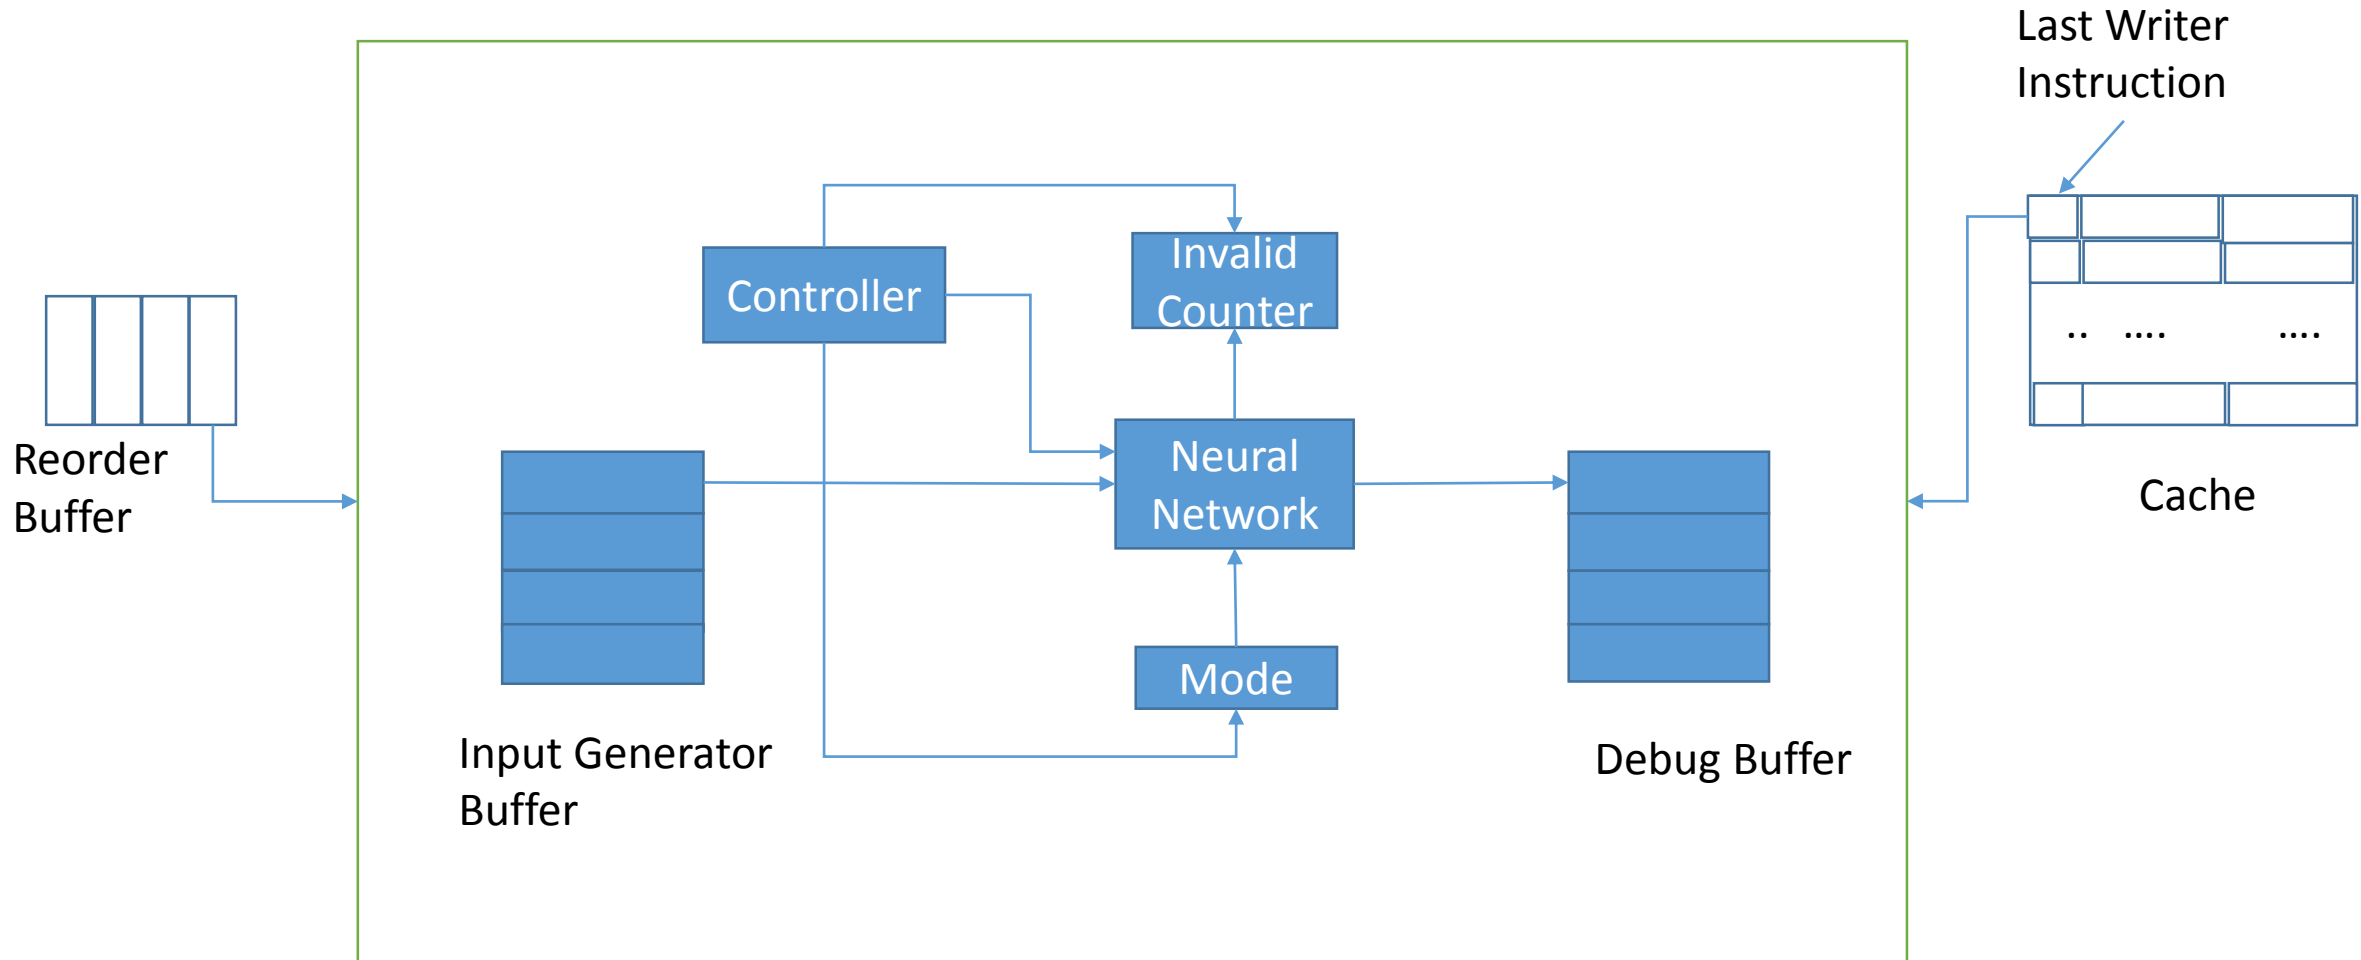 Last Writer
Instruction
Controller
Invalid
Counter
.. .... ....
Reorder
Buffer
Neural
Network
Cache
Mode
Input Generator
Buffer
Debug Buffer